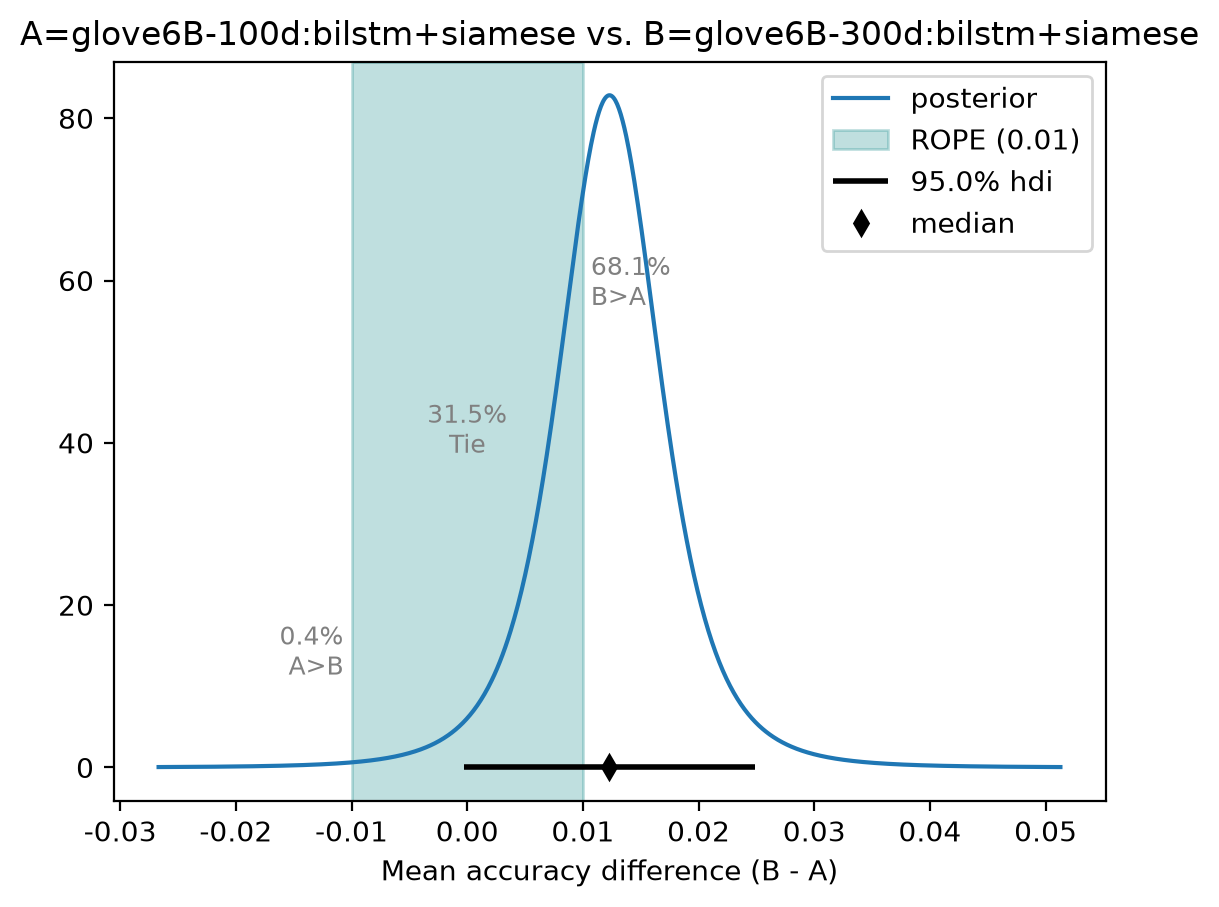 A=glove6B-100d:bilstm+siamese vs. B=glove6B-300d:bilstm+siamese
posterior
ROPE (0.01)
95.0% hdi
median
80
60
40
20
0
68.1%
B>A
31.5%
Tie
0.4%
A>B
-0.03 -0.02 -0.01 0.00 0.01 0.02 0.03 0.04 0.05
Mean accuracy difference (B - A)